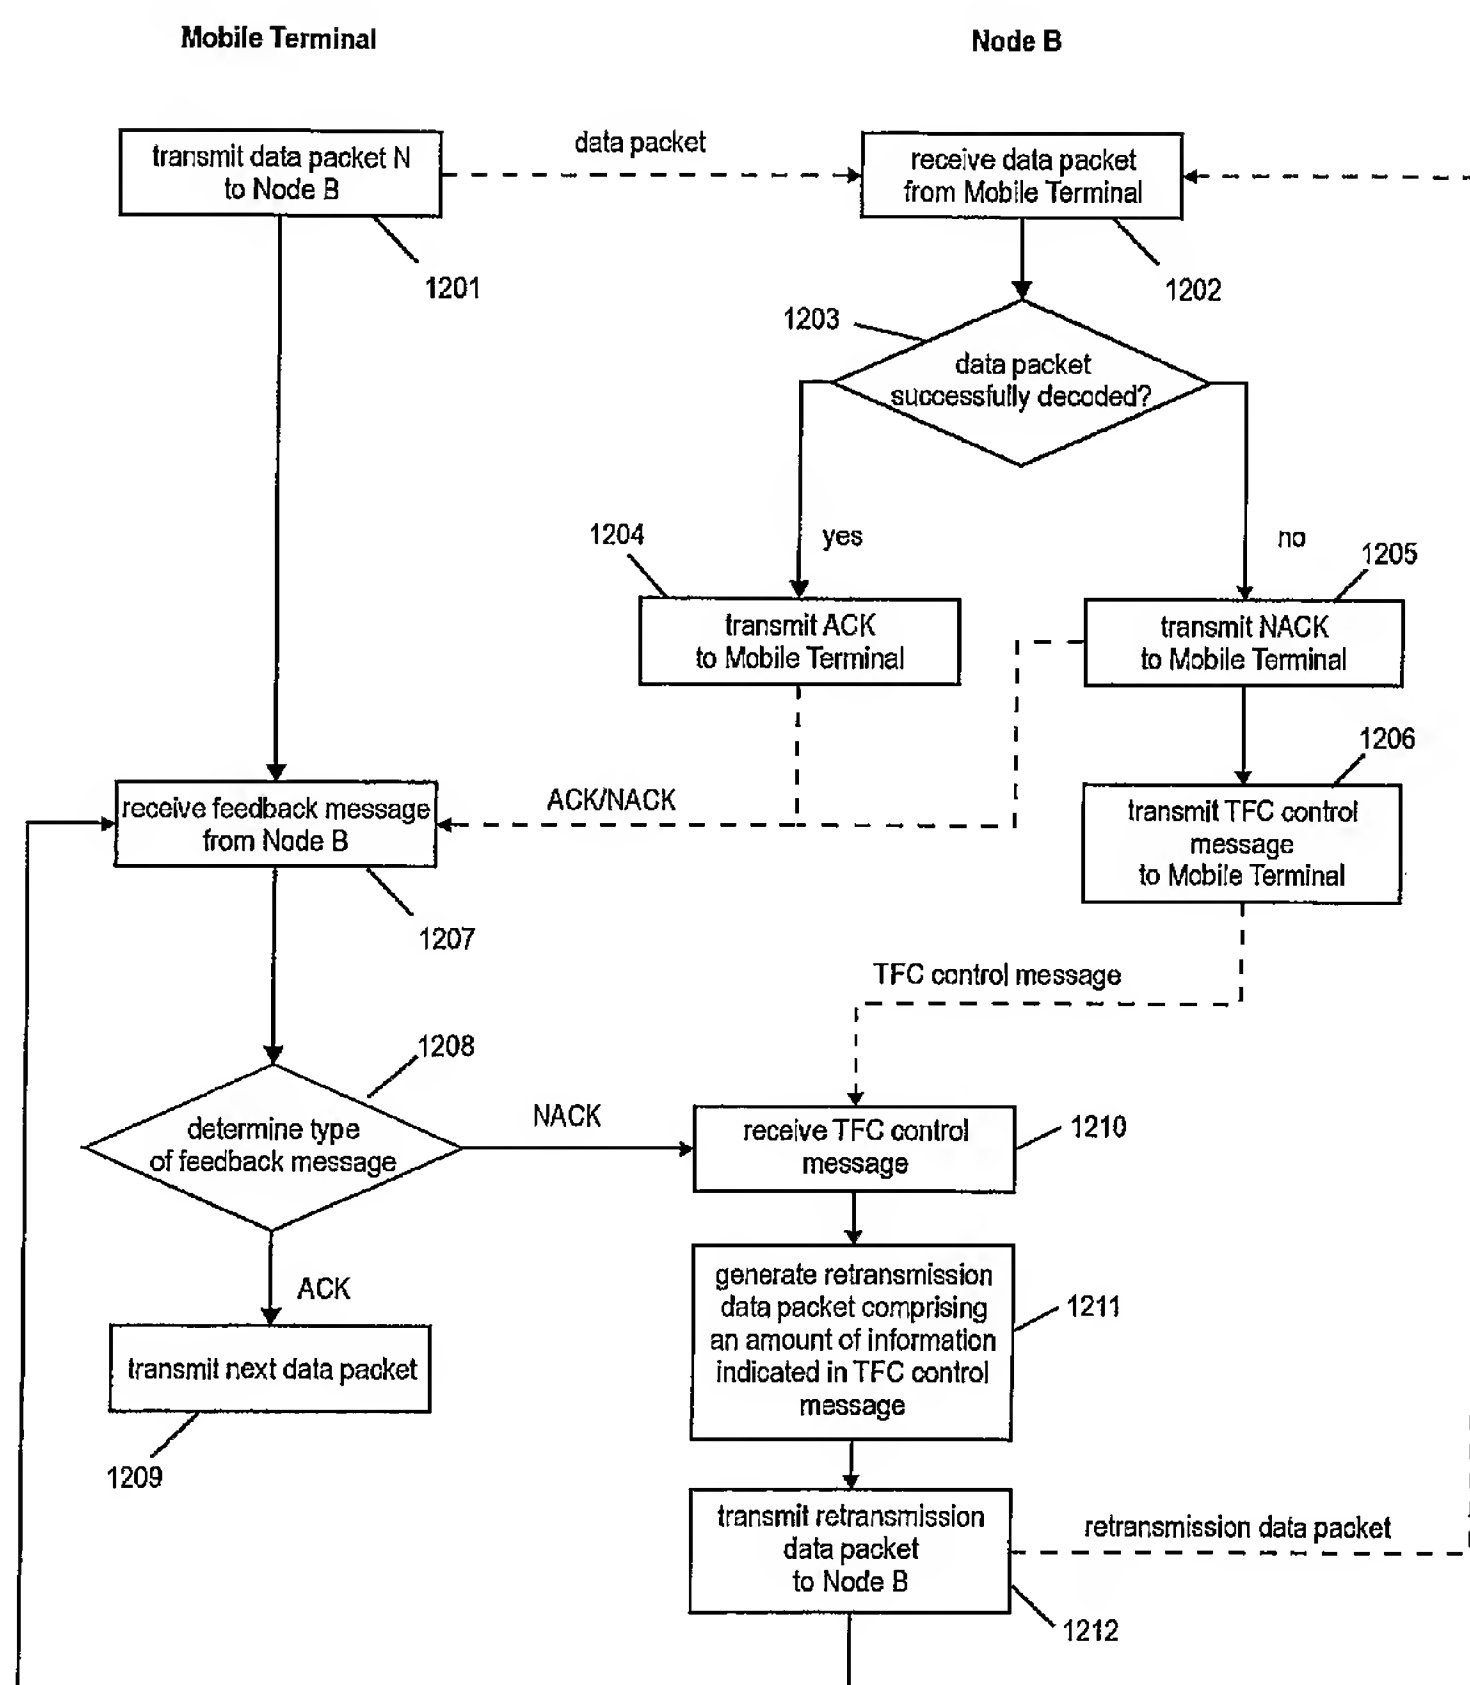 Mobile Terminal
Node B
transmit data packet N
to Node B
data packet
receive data packet
from Mobile Terminal
1201
1202
1203
data packet
successfully decoded?
yes
no
1204
1205
transmit ACK
to Mobile Terminal
transmit NACK
to Mobile Terminal
1206
receive feedback message
from Node B
ACK/NACK
transmit TFC control
message
to Mobile Terminal
1207
TFC control message
1208
determine type
of feedback message
NACK
receive TFC control
message
1210
ACK
generate retransmission
data packet comprising
an amount of information
indicated in TFC control
message
1211
transmit next data packet
1209
transmit retransmission
data packet
to Node B
retransmission data packet
1212